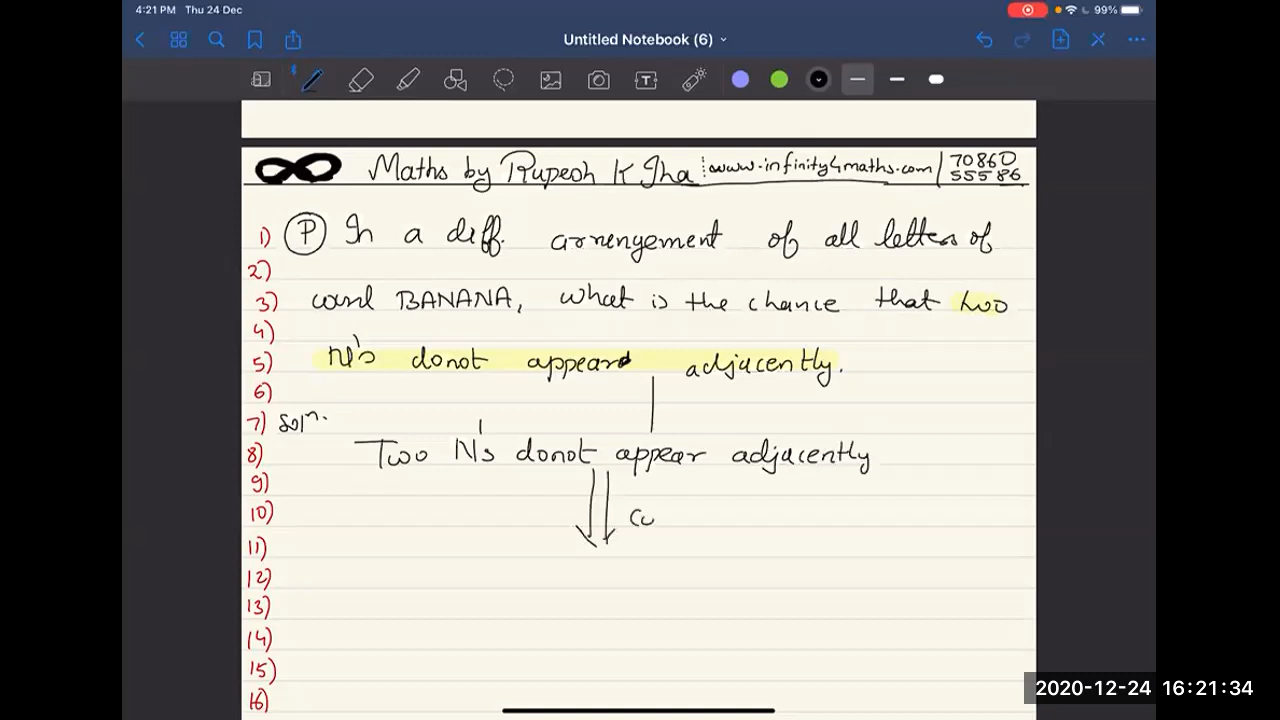 4:21 PM Thu 24 Dec
99%
Untitled Notebook (6)
Maths by Rupesh K Jha www.infinity4maths.com / 70860 55586
1) P In a diff. arrengement of all letters of
2)
3) word BANANA, what is the chance that two
4)
5) N's donot appear adjacently.
6)
7) Soln.
8) Two N's donot appear adjacently
9)
10) co
11)
12)
13)
14)
15)
16)
2020-12-24 16:21:34